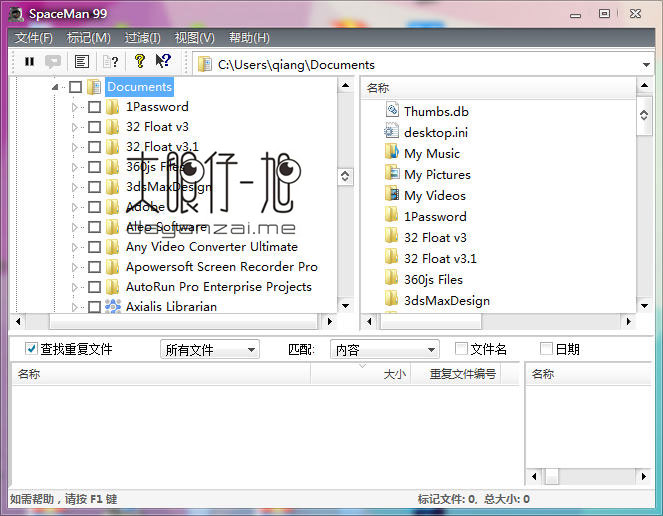 SpaceMan 99
文件(F) 标记(M) 过滤(I) 视图(V) 帮助(H)
C:\Users\qiang\Documents
Documents
1Password
32 Float v3
32 Float v3.1
360js Files
3dsMaxDesign
Adobe
Aleo Software
Any Video Converter Ultimate
Apowersoft Screen Recorder Pro
AutoRun Pro Enterprise Projects
Axialis Librarian
大眼仔~旭
dayanzai.me
名称
Thumbs.db
desktop.ini
My Music
My Pictures
My Videos
1Password
32 Float v3
32 Float v3.1
360js Files
3dsMaxDesign
查找重复文件 所有文件 匹配: 内容 文件名 日期
名称 大小 重复文件编号 名称
如需帮助，请按 F1 键 标记文件: 0, 总大小: 0